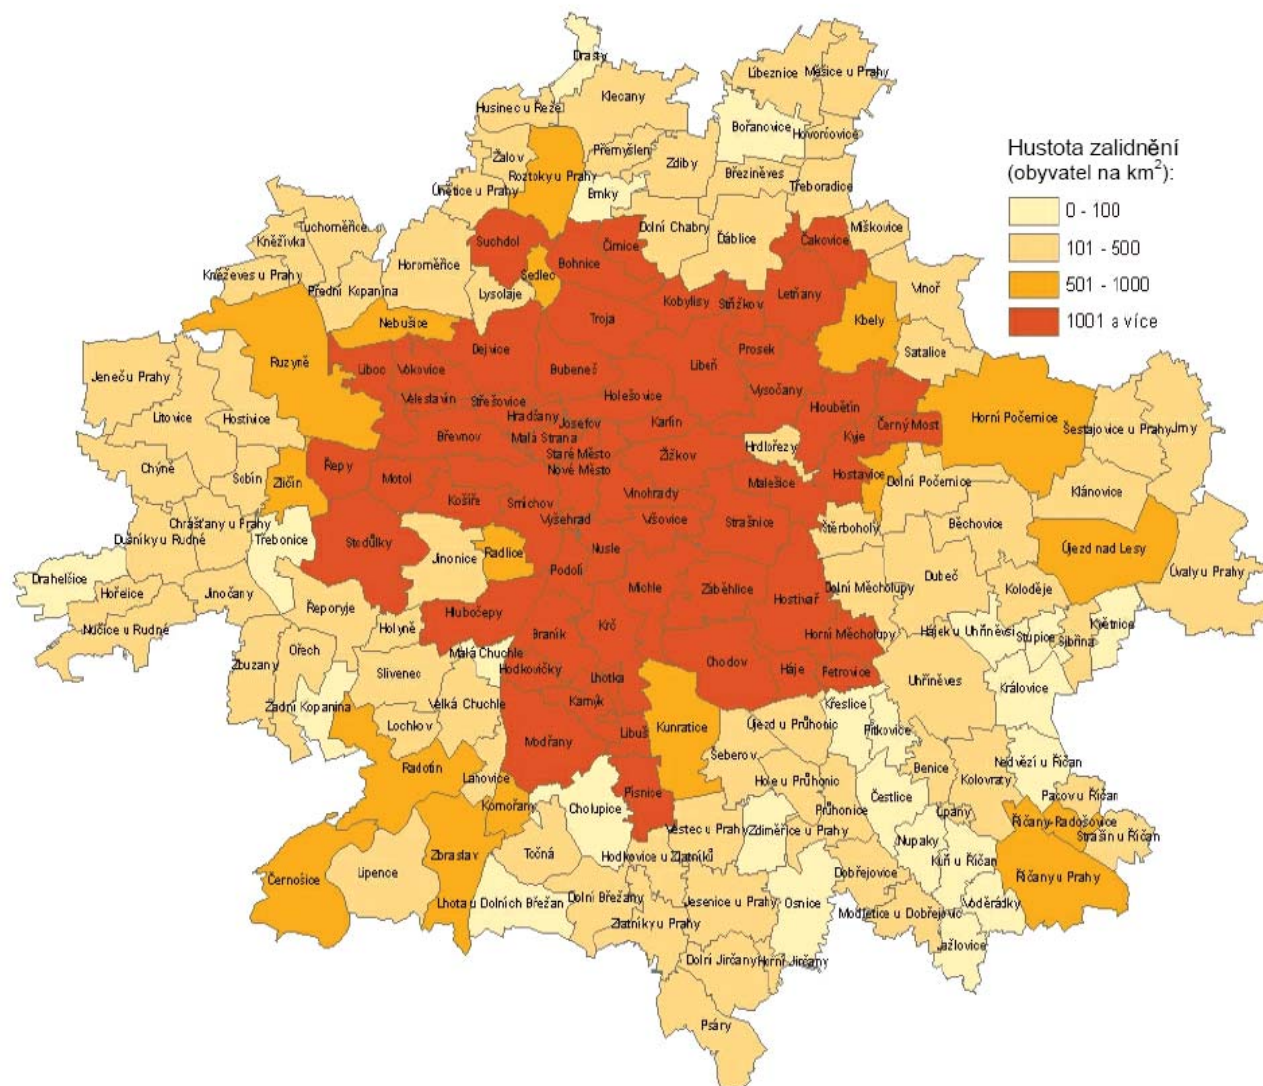 Drasty
Líbeznice
Měšice u Prahy
Klecany
Husinec u Řeže
Bořanovice
Hovorčovice
Hustota zalidnění
(obyvatel na km²):
0 - 100
101 - 500
501 - 1000
1001 a více
Přemyšlen
Žalov
Zdiby
Roztoky u Prahy
Březiněves
Třeboradice
Únětice u Prahy
Brnky
Tuchoměřice
Dolní Chabry
Miškovice
Kněžívka
Suchdol
Čimice
Ďáblice
Čakovice
Bohnice
Horoměřice
Kněževes u Prahy
Sedlec
Vinoř
Přední Kopanina
Lysolaje
Letňany
Kobylisy
Střížkov
Troja
Kbely
Nebušice
Satalice
Dejvice
Prosek
Ruzyně
Liboc
Vokovice
Bubeneč
Libeň
Jeneč u Prahy
Vysočany
Veleslavín
Střešovice
Holešovice
Hloubětín
Litovice
Hostivice
Hradčany
Josefov
Karlín
Černý Most
Horní Počernice
Šestajovice u Prahy
Jirny
Břevnov
Malá Strana
Kyje
Hrdlořezy
Staré Město
Žižkov
Chýně
Řepy
Nové Město
Sobín
Motol
Hostavice
Malešice
Dolní Počernice
Zličín
Košíře
Smíchov
Vinohrady
Klánovice
Chrášťany u Prahy
Vyšehrad
Vršovice
Strašnice
Běchovice
Štěrboholy
Dušníky u Rudné
Třebonice
Stodůlky
Nusle
Újezd nad Lesy
Jinonice
Radlice
Podolí
Úvaly u Prahy
Drahelčice
Dubeč
Michle
Záběhlice
Dolní Měcholupy
Koloděje
Hořelice
Jinočany
Hostivař
Řeporyje
Hlubočepy
Květnice
Nučice u Rudné
Holyně
Braník
Krč
Horní Měcholupy
Hájek u Uhříněvsi
Stupice
Sibřina
Zbuzany
Ořech
Malá Chuchle
Hodkovičky
Chodov
Háje
Petrovice
Slivenec
Lhotka
Uhříněves
Královice
Zadní Kopanina
Velká Chuchle
Kamýk
Křeslice
Lochkov
Kunratice
Újezd u Průhonic
Pitkovice
Libuš
Modřany
Šeberov
Nedvězí u Říčan
Radotín
Benice
Lahovice
Hole u Průhonic
Kolovraty
Komořany
Písnice
Čestlice
Pacov u Říčan
Cholupice
Průhonice
Lipany
Říčany-Radošovice
Vestec u Prahy
Zdiměřice u Prahy
Strašín u Říčan
Nupaky
Zbraslav
Točná
Hodkovice u Zlatníků
Lipence
Kuří u Říčan
Dobřejovice
Černošice
Říčany u Prahy
Lhota u Dolních Břežan
Dolní Břežany
Jesenice u Prahy
Osnice
Voděrádky
Modletice u Dobřejovic
Zlatníky u Prahy
Jažlovice
Dolní Jirčany
Horní Jirčany
Psáry